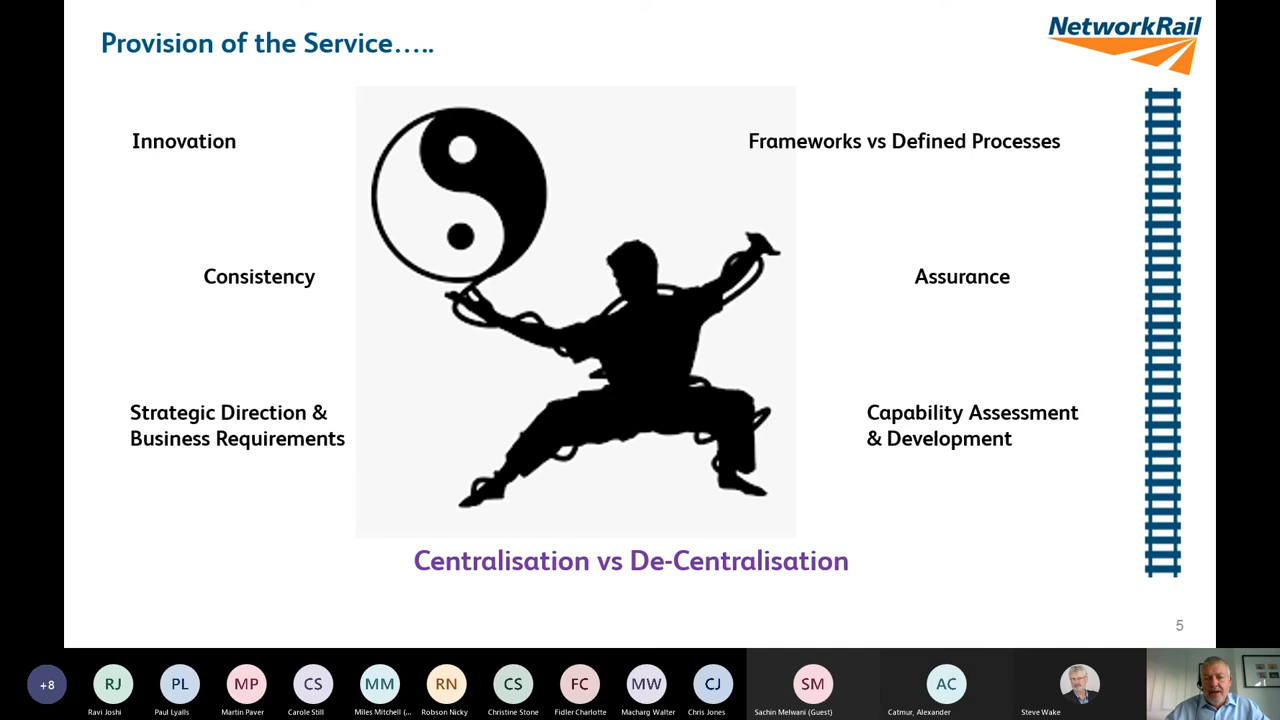 Provision of the Service.....
NetworkRail
Innovation
Frameworks vs Defined Processes
Consistency
Assurance
Strategic Direction &
Business Requirements
Capability Assessment
& Development
Centralisation vs De-Centralisation
5
+8
RJ
PL
MP
CS
MM
RN
CS
FC
MW
CJ
SM
AC
Ravi Joshi
Paul Lyalls
Martin Paver
Carole Still
Miles Mitchell (...
Robson Nicky
Christine Stone
Fidler Charlotte
Macharg Walter
Chris Jones
Sachin Melwani (Guest)
Catmur, Alexander
Steve Wake